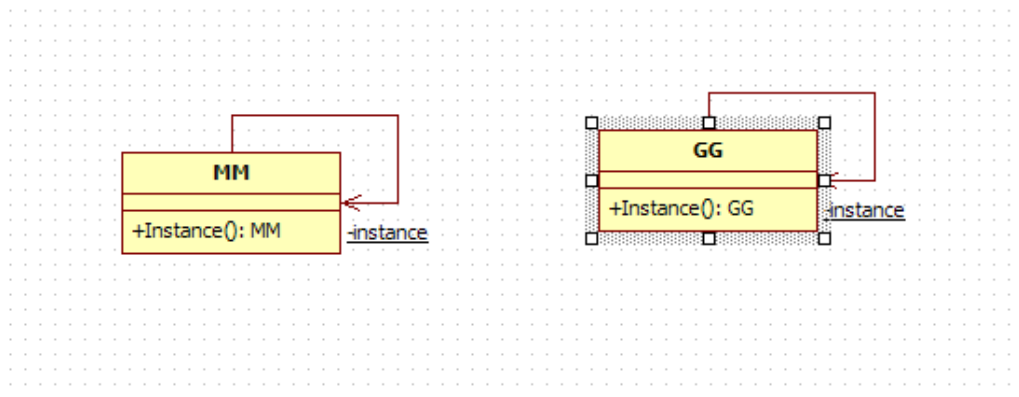 MM
+Instance(): MM
-instance
GG
+Instance(): GG
-instance